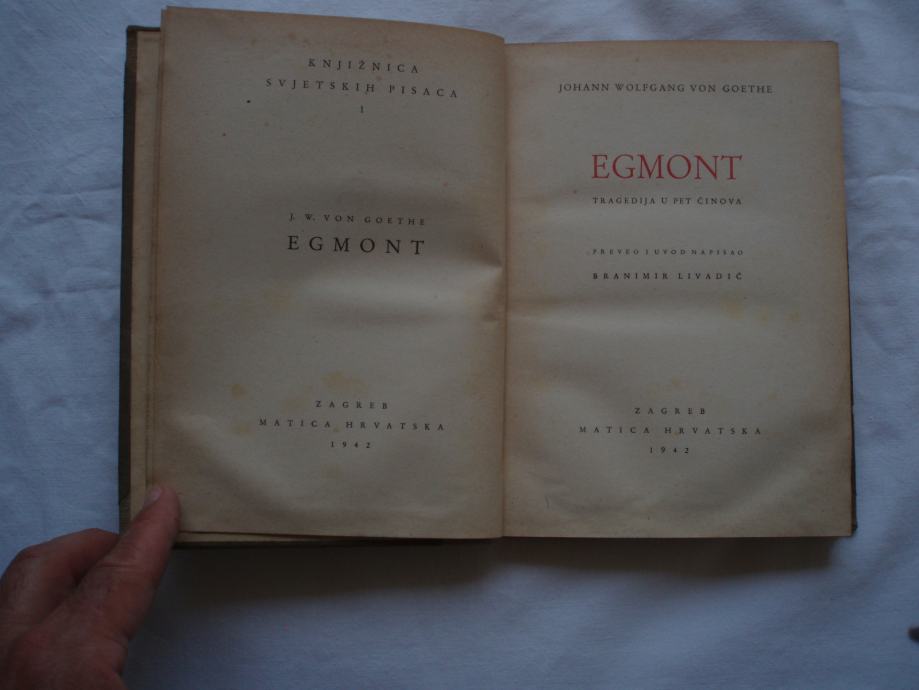 KNJIŽNICA
SVJETSKIH PISACA
1
J. W. VON GOETHE
EGMONT
ZAGREB
MATICA HRVATSKA
1942
JOHANN WOLFGANG VON GOETHE
EGMONT
TRAGEDIJA U PET ČINOVA
PREVEO I UVOD NAPISAO
BRANIMIR LIVADIĆ
ZAGREB
MATICA HRVATSKA
1942